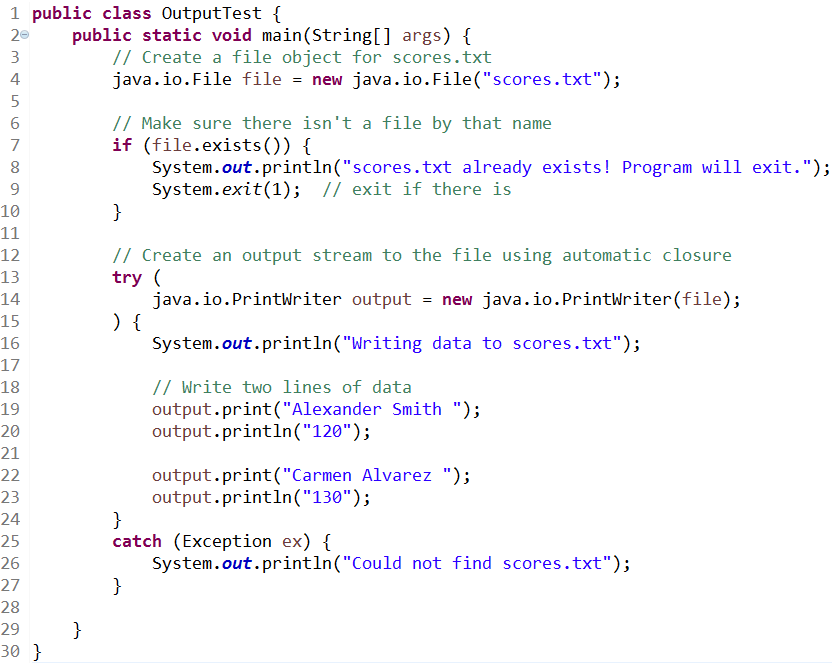 1 public class OutputTest {
2 public static void main(String[] args) {
3 // Create a file object for scores.txt
4 java.io.File file = new java.io.File("scores.txt");
5
6 // Make sure there isn't a file by that name
7 if (file.exists()) {
8 System.out.println("scores.txt already exists! Program will exit.");
9 System.exit(1);  // exit if there is
10 }
11
12 // Create an output stream to the file using automatic closure
13 try (
14 java.io.PrintWriter output = new java.io.PrintWriter(file);
15 ) {
16 System.out.println("Writing data to scores.txt");
17
18 // Write two lines of data
19 output.print("Alexander Smith ");
20 output.println("120");
21
22 output.print("Carmen Alvarez ");
23 output.println("130");
24 }
25 catch (Exception ex) {
26 System.out.println("Could not find scores.txt");
27 }
28
29 }
30 }